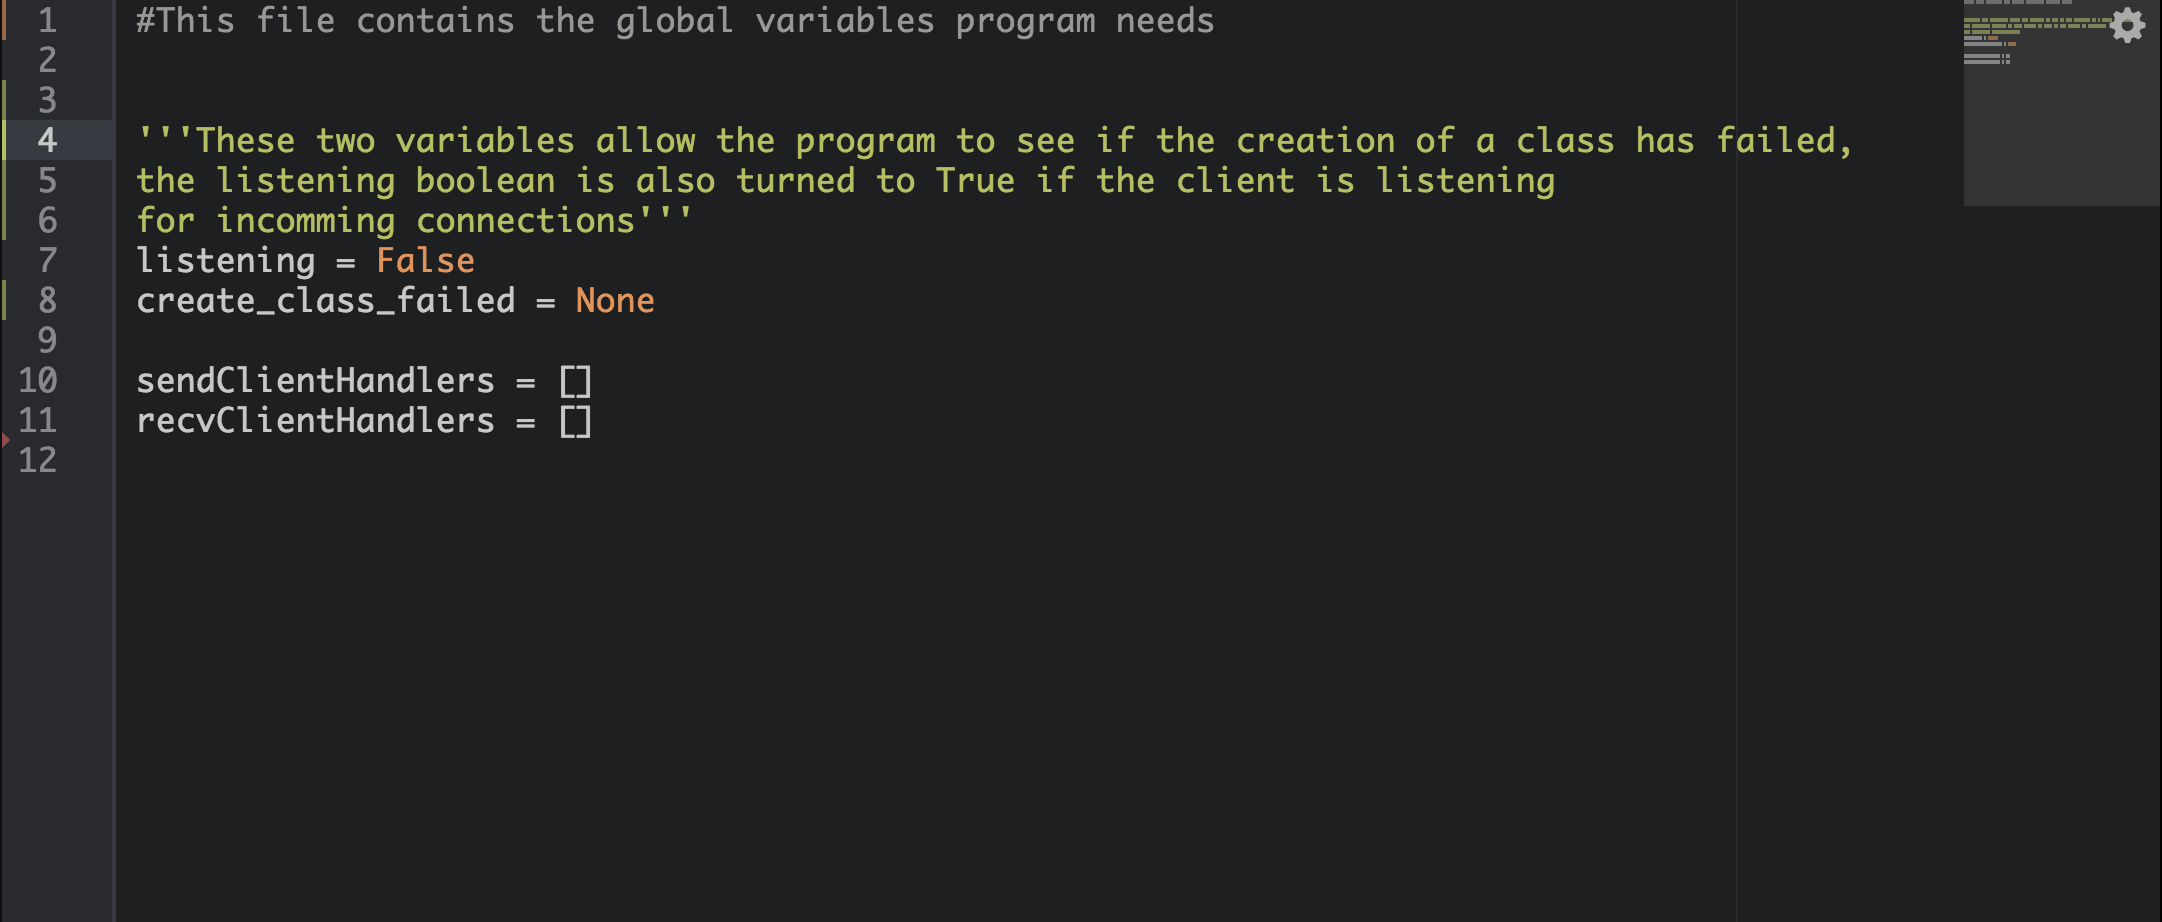 1 #This file contains the global variables program needs
2
3
4 '''These two variables allow the program to see if the creation of a class has failed,
5 the listening boolean is also turned to True if the client is listening
6 for incomming connections'''
7 listening = False
8 create_class_failed = None
9
10 sendClientHandlers = []
11 recvClientHandlers = []
12